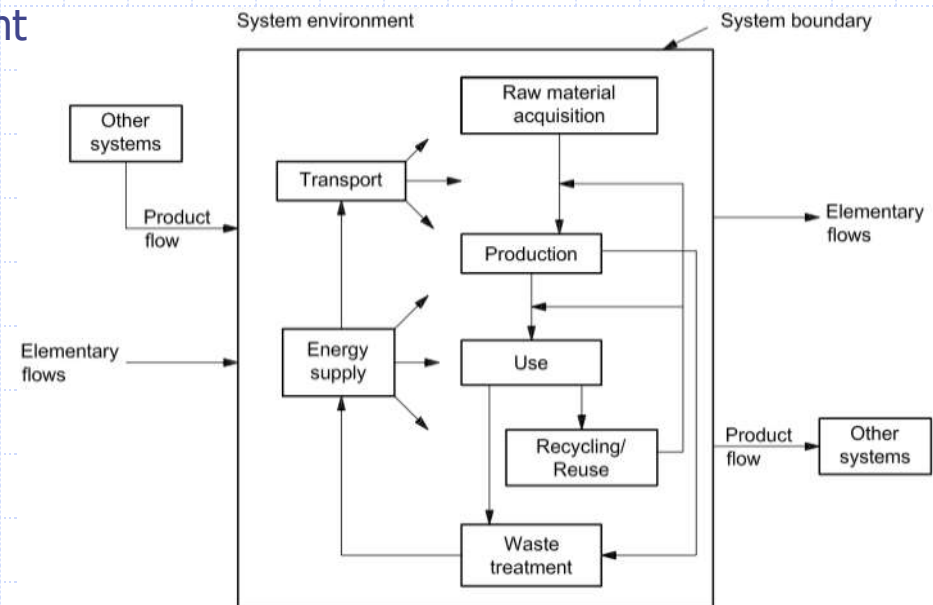 nt
System environment
System boundary
Raw material
acquisition
Other
systems
Transport
Product
flow
Elementary
flows
Production
Energy
supply
Elementary
flows
Use
Recycling/
Reuse
Product
flow
Other
systems
Waste
treatment